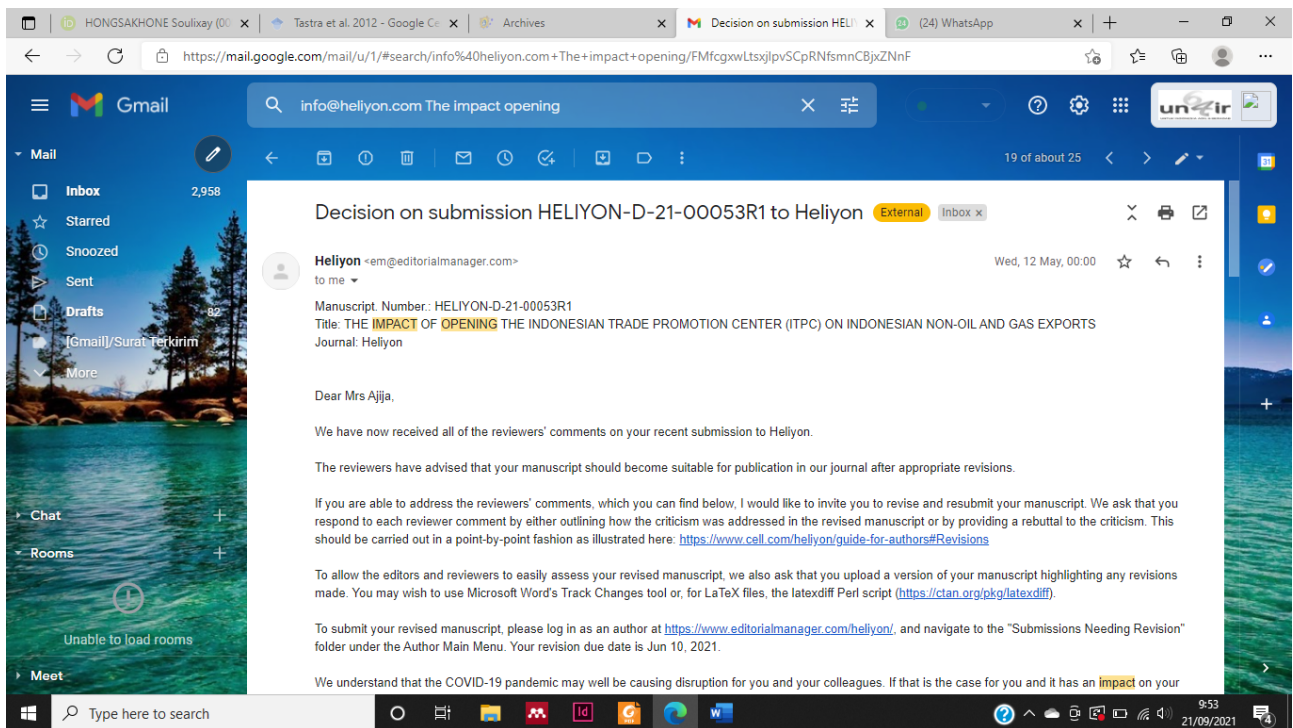 HONGSAKHONE Soulixay (00
Tastra et al. 2012 - Google Ce
Archives
Decision on submission HELIY
(24) WhatsApp
https://mail.google.com/mail/u/1/#search/info%40heliyon.com+The+impact+opening/FMfcgxwLtsxjlpvSCpRNfsmnCBjxZNnF
Gmail
info@heliyon.com The impact opening
un4ir
Mail
19 of about 25
31
Inbox 2,958
Starred
Snoozed
Sent
Drafts 82
[Gmail]/Surat Terkirim
More
Chat
Rooms
Unable to load rooms
Meet
Decision on submission HELIYON-D-21-00053R1 to Heliyon External Inbox x
Heliyon <em@editorialmanager.com> Wed, 12 May, 00:00
to me
Manuscript. Number.: HELIYON-D-21-00053R1
Title: THE IMPACT OF OPENING THE INDONESIAN TRADE PROMOTION CENTER (ITPC) ON INDONESIAN NON-OIL AND GAS EXPORTS
Journal: Heliyon
Dear Mrs Ajija,
We have now received all of the reviewers' comments on your recent submission to Heliyon.
The reviewers have advised that your manuscript should become suitable for publication in our journal after appropriate revisions.
If you are able to address the reviewers' comments, which you can find below, I would like to invite you to revise and resubmit your manuscript. We ask that you
respond to each reviewer comment by either outlining how the criticism was addressed in the revised manuscript or by providing a rebuttal to the criticism. This
should be carried out in a point-by-point fashion as illustrated here: https://www.cell.com/heliyon/guide-for-authors#Revisions
To allow the editors and reviewers to easily assess your revised manuscript, we also ask that you upload a version of your manuscript highlighting any revisions
made. You may wish to use Microsoft Word's Track Changes tool or, for LaTeX files, the latexdiff Perl script (https://ctan.org/pkg/latexdiff).
To submit your revised manuscript, please log in as an author at https://www.editorialmanager.com/heliyon/, and navigate to the "Submissions Needing Revision"
folder under the Author Main Menu. Your revision due date is Jun 10, 2021.
We understand that the COVID-19 pandemic may well be causing disruption for you and your colleagues. If that is the case for you and it has an impact on your
Type here to search
9:53
21/09/2021
4